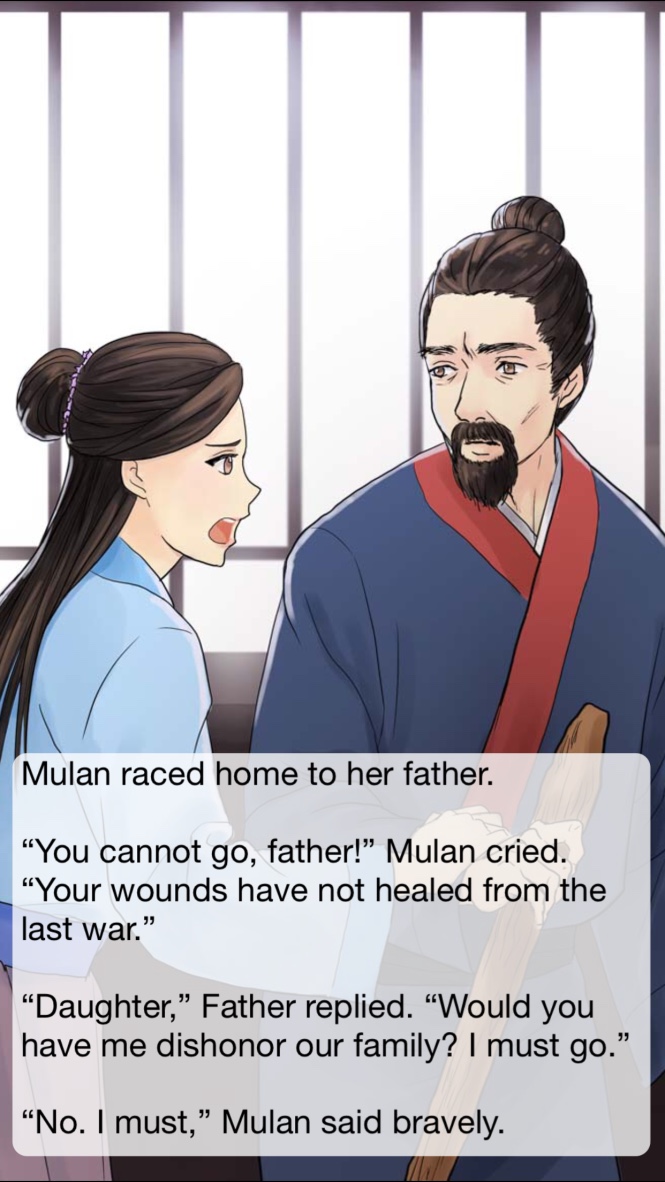 Mulan raced home to her father.
“You cannot go, father!” Mulan cried.
“Your wounds have not healed from the
last war.”
“Daughter,” Father replied. “Would you
have me dishonor our family? I must go.”
“No. I must,” Mulan said bravely.